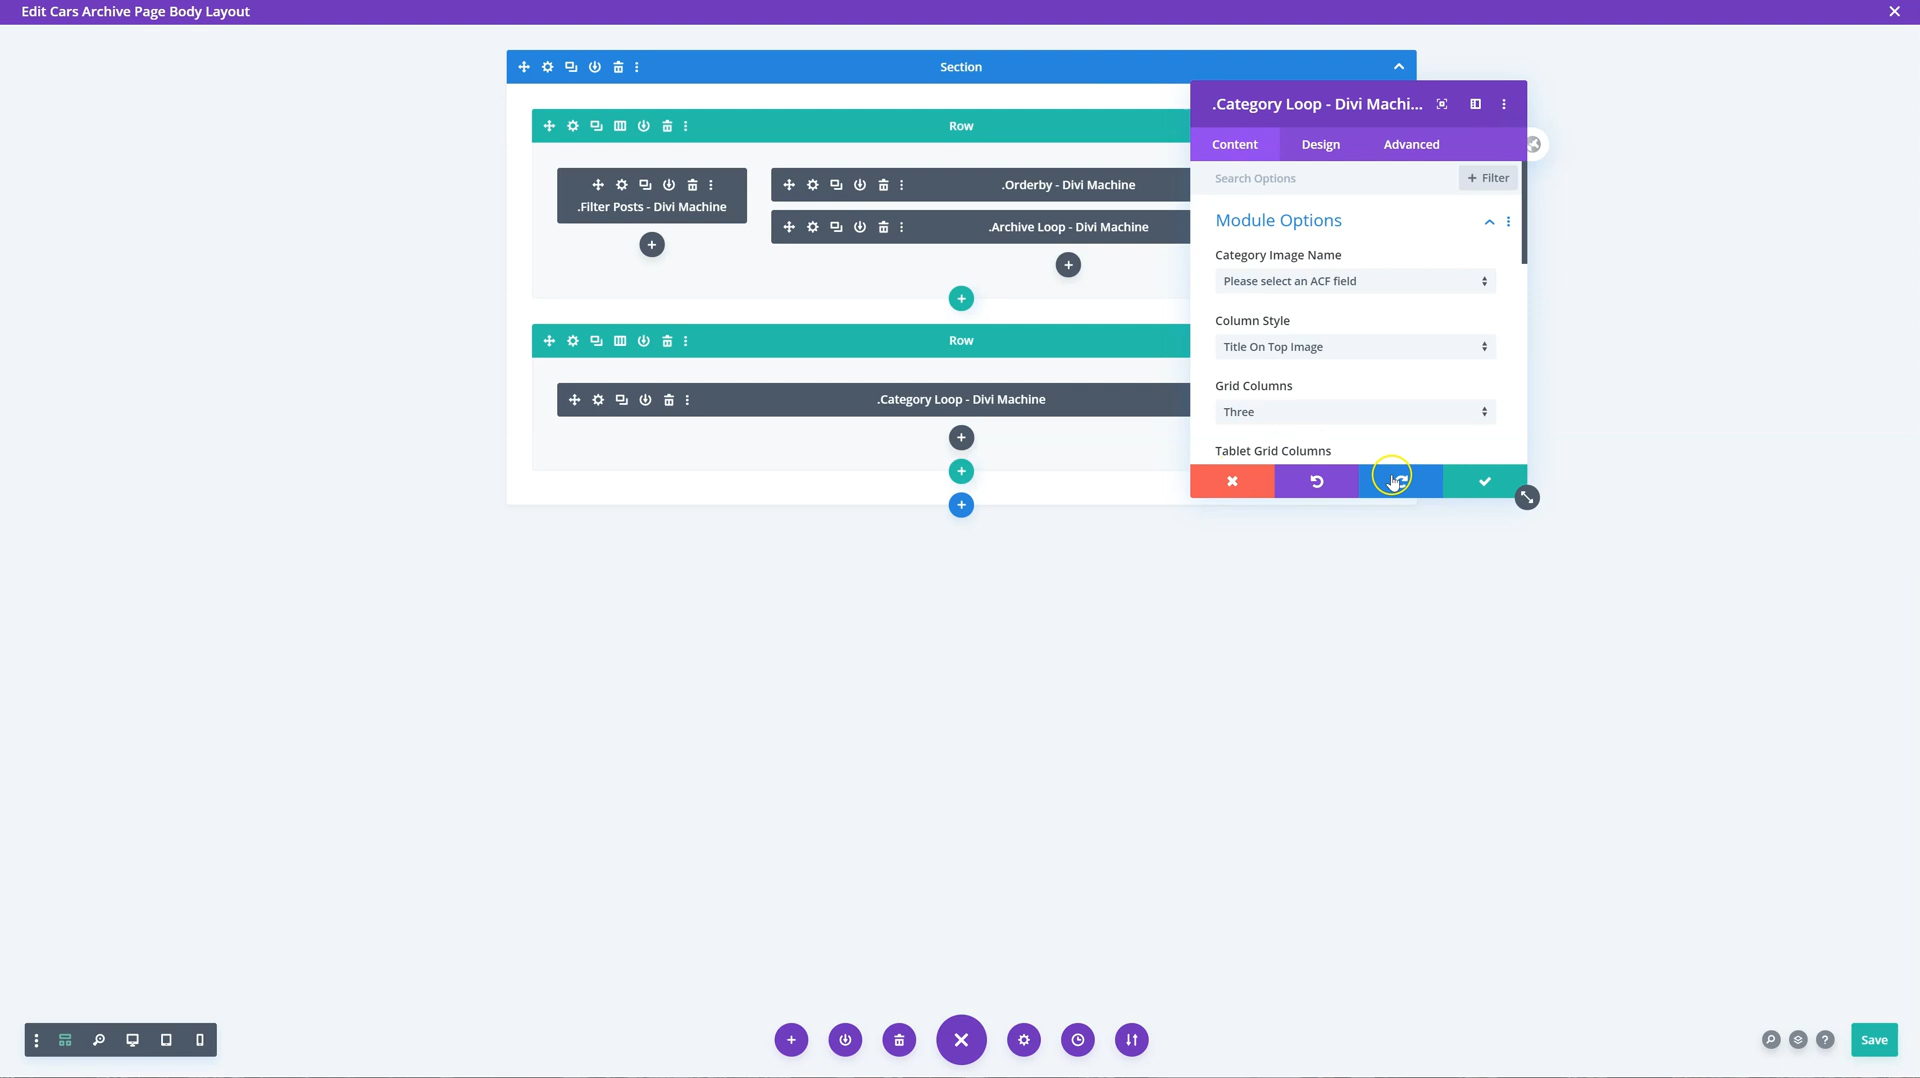 Edit Cars Archive Page Body Layout
Section
.Category Loop - Divi Machi...
Row
Content
Design
Advanced
Search Options
+ Filter
.Filter Posts - Divi Machine
.Orderby - Divi Machine
.Archive Loop - Divi Machine
Module Options
Category Image Name
Please select an ACF field
Column Style
Title On Top Image
Row
Grid Columns
Three
.Category Loop - Divi Machine
Tablet Grid Columns
Save